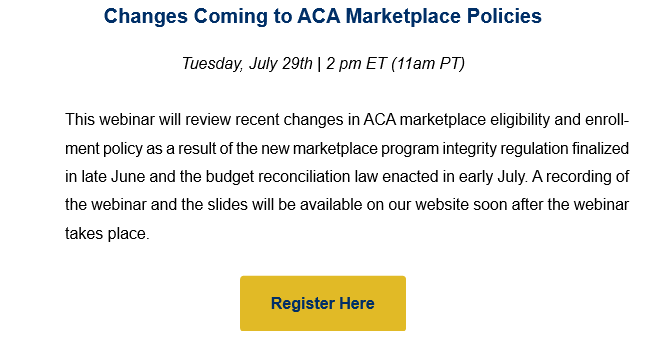 Changes Coming to ACA Marketplace Policies
Tuesday, July 29th | 2 pm ET (11am PT)
This webinar will review recent changes in ACA marketplace eligibility and enroll-
ment policy as a result of the new marketplace program integrity regulation finalized
in late June and the budget reconciliation law enacted in early July. A recording of
the webinar and the slides will be available on our website soon after the webinar
takes place.
Register Here